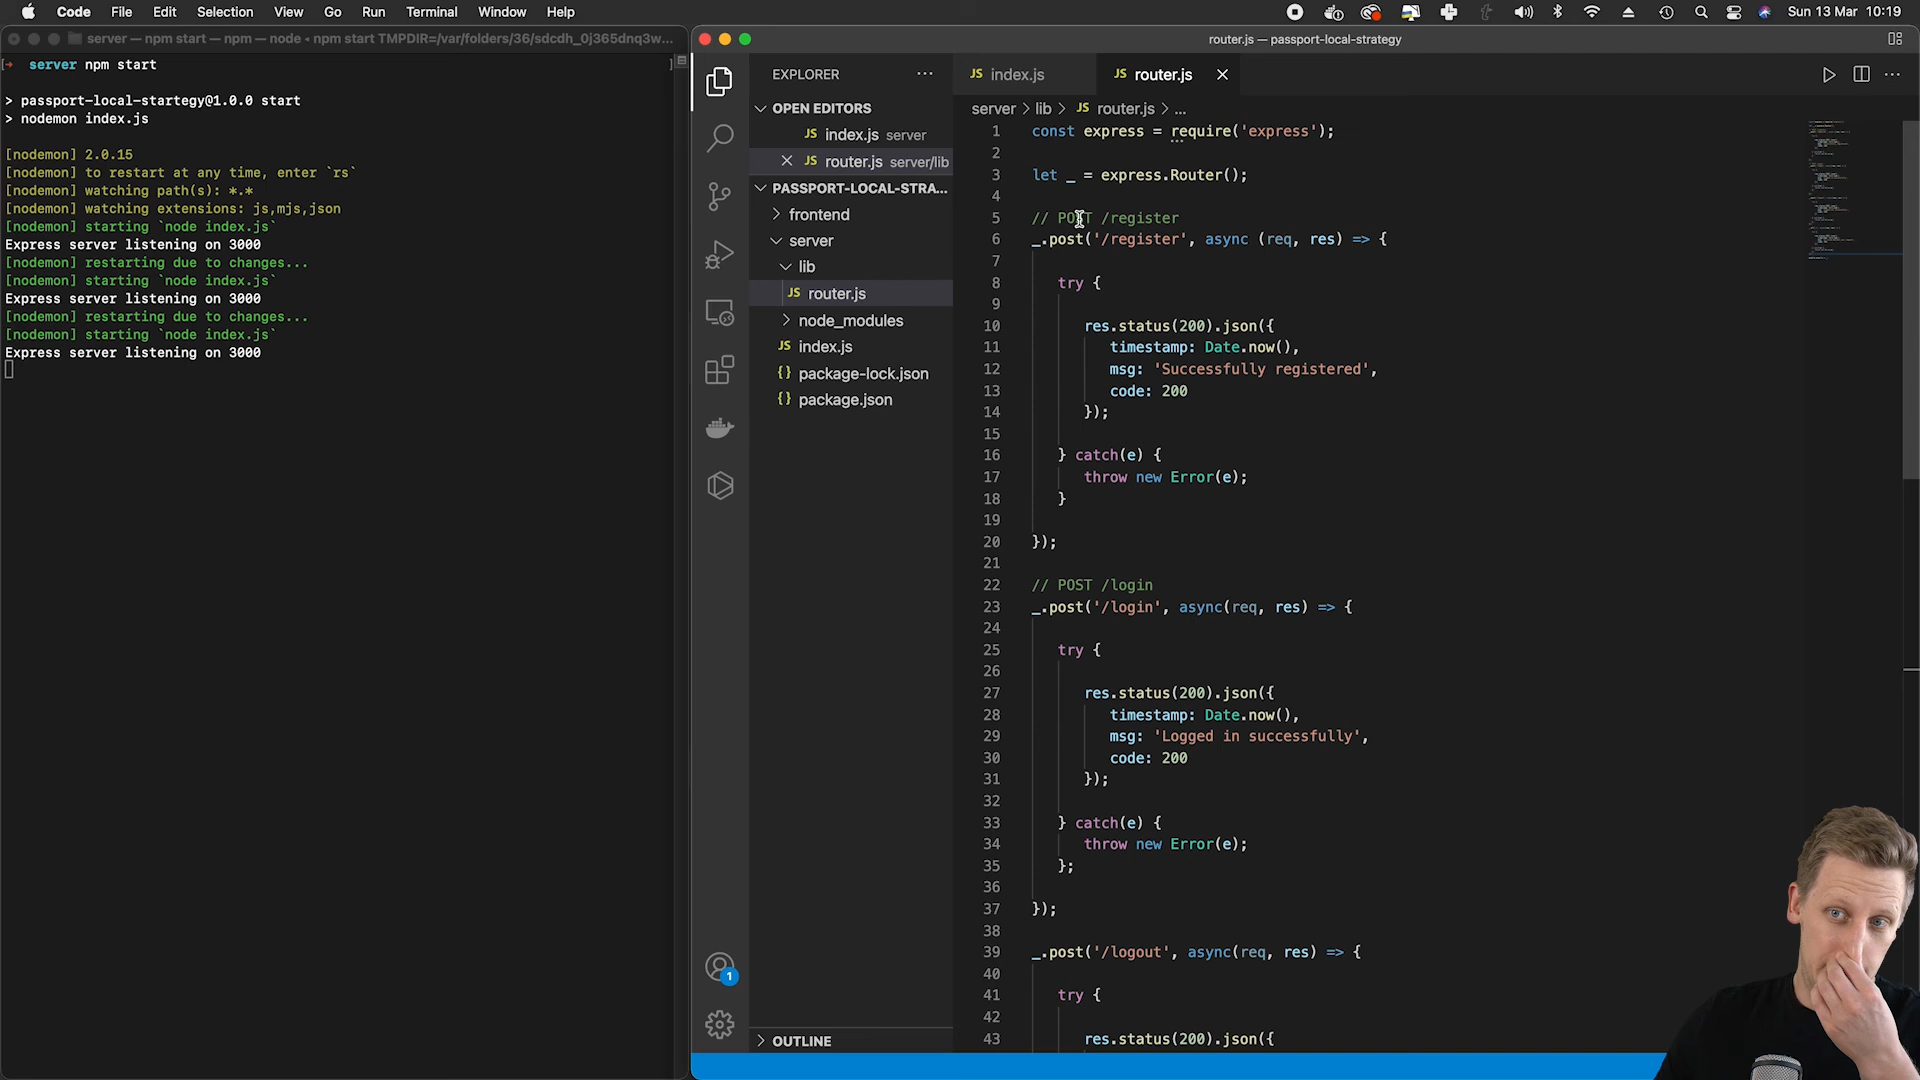 Code File Edit Selection View Go Run Terminal Window Help
Sun 13 Mar 10:19
server — npm start — npm — node ◂ npm start TMPDIR=/var/folders/36/sdcdh_0j365dnq3w...
server npm start
> passport-local-startegy@1.0.0 start
> nodemon index.js
[nodemon] 2.0.15
[nodemon] to restart at any time, enter `rs`
[nodemon] watching path(s): *.*
[nodemon] watching extensions: js,mjs,json
[nodemon] starting `node index.js`
Express server listening on 3000
[nodemon] restarting due to changes...
[nodemon] starting `node index.js`
Express server listening on 3000
[nodemon] restarting due to changes...
[nodemon] starting `node index.js`
Express server listening on 3000
router.js — passport-local-strategy
EXPLORER ···
OPEN EDITORS
JS index.js server
JS router.js server/lib
PASSPORT-LOCAL-STRA...
frontend
server
lib
JS router.js
node_modules
JS index.js
{} package-lock.json
{} package.json
OUTLINE
1
JS index.js
JS router.js
server > lib > JS router.js > ...
1 const express = require('express');
2
3 let _ = express.Router();
4
5 // POST /register
6 _.post('/register', async (req, res) => {
7
8 try {
9
10 res.status(200).json({
11 timestamp: Date.now(),
12 msg: 'Successfully registered',
13 code: 200
14 });
15
16 } catch(e) {
17 throw new Error(e);
18 }
19
20 });
21
22 // POST /login
23 _.post('/login', async(req, res) => {
24
25 try {
26
27 res.status(200).json({
28 timestamp: Date.now(),
29 msg: 'Logged in successfully',
30 code: 200
31 });
32
33 } catch(e) {
34 throw new Error(e);
35 };
36
37 });
38
39 _.post('/logout', async(req, res) => {
40
41 try {
42
43 res.status(200).json({